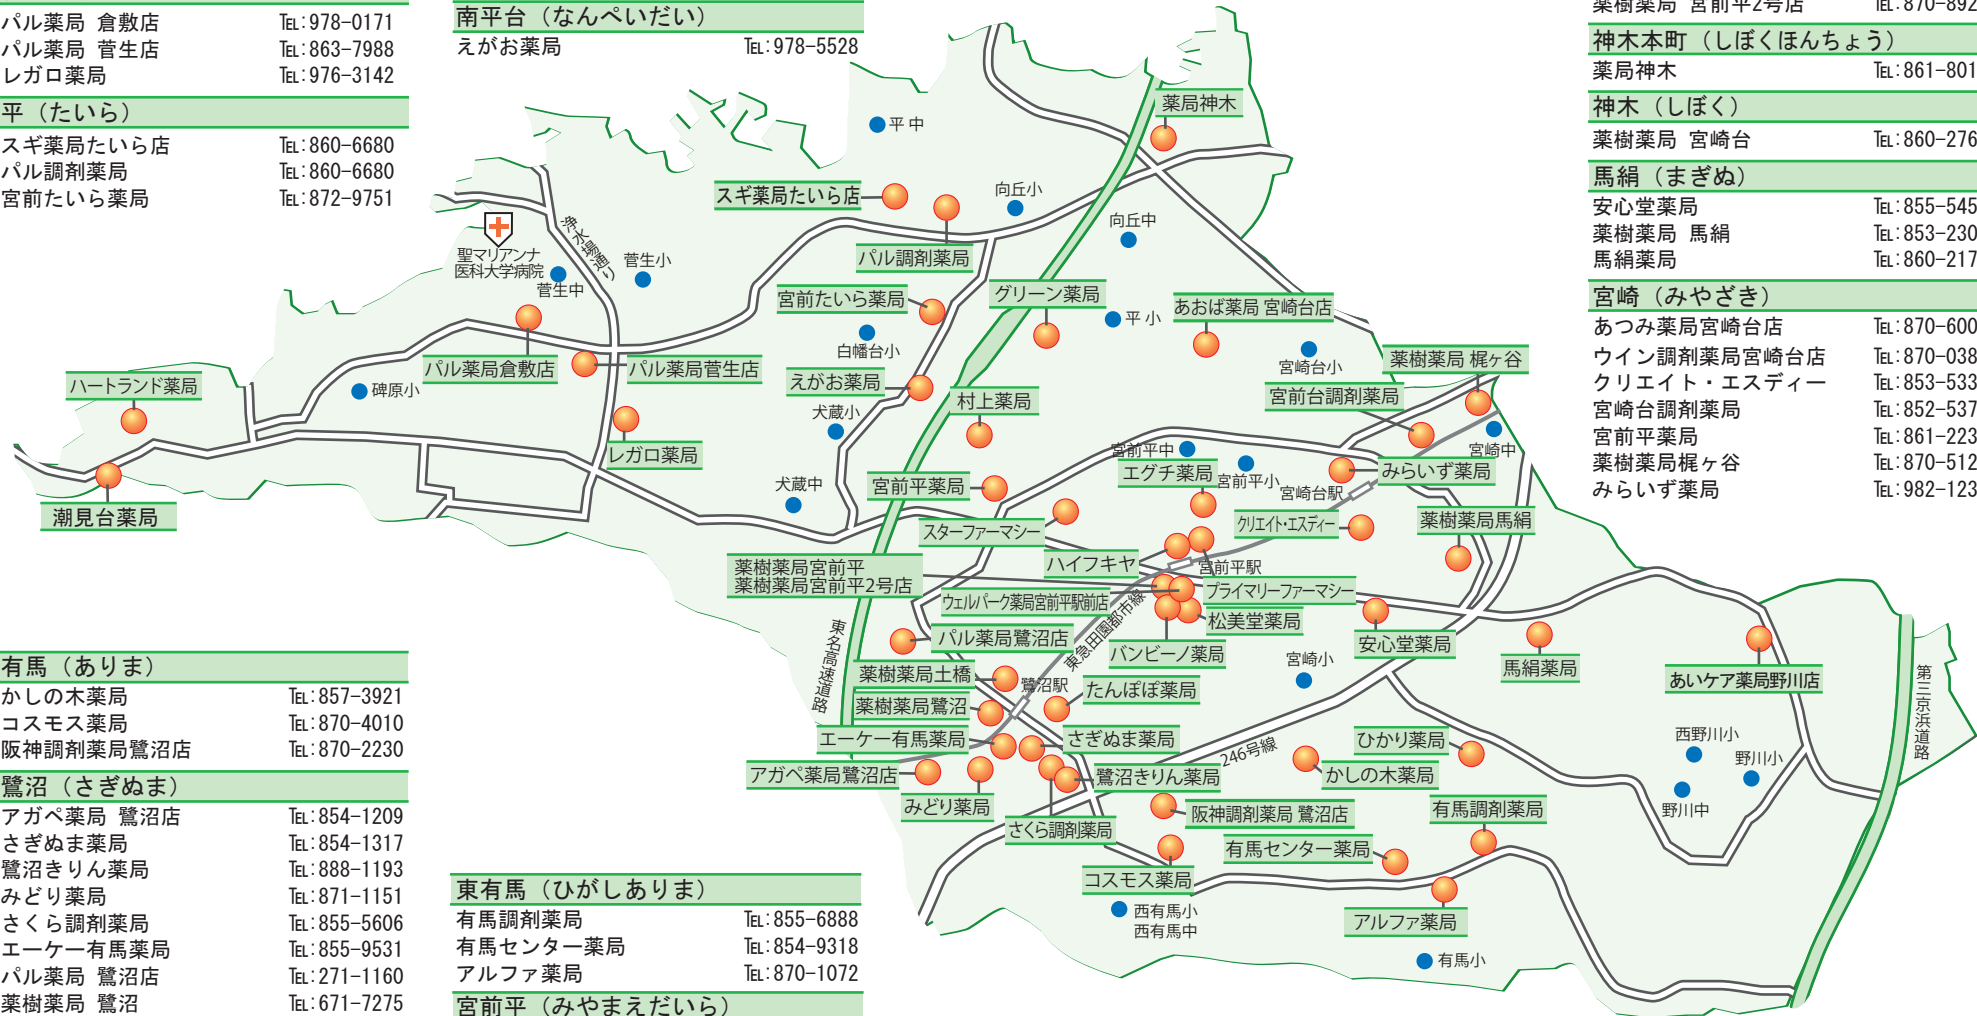 パル薬局 倉敷店 TEL:978-0171
パル薬局 菅生店 TEL:863-7988
レガロ薬局 TEL:976-3142
平（たいら）
スギ薬局たいら店 TEL:860-6680
パル調剤薬局 TEL:860-6680
宮前たいら薬局 TEL:872-9751
南平台（なんぺいだい）
えがお薬局 TEL:978-5528
薬樹薬局 宮前平2号店 TEL:870-892
神木本町（しぼくほんちょう）
薬局神木 TEL:861-801
神木（しぼく）
薬樹薬局 宮崎台 TEL:860-276
馬絹（まぎぬ）
安心堂薬局 TEL:855-545
薬樹薬局 馬絹 TEL:853-230
馬絹薬局 TEL:860-217
宮崎（みやざき）
あつみ薬局宮崎台店 TEL:870-600
ウイン調剤薬局宮崎台店 TEL:870-038
クリエイト・エスディー TEL:853-533
宮崎台調剤薬局 TEL:852-537
宮前平薬局 TEL:861-223
薬樹薬局梶ヶ谷 TEL:870-512
みらいず薬局 TEL:982-123
薬局神木
平中
スギ薬局たいら店
向丘小
向丘中
浄水場通り
聖マリアンナ
医科大学病院
菅生中
菅生小
パル調剤薬局
宮前たいら薬局
グリーン薬局
あおば薬局 宮崎台店
平小
白幡台小
宮崎台小
薬樹薬局 梶ヶ谷
パル薬局倉敷店
パル薬局菅生店
えがお薬局
ハートランド薬局
碑原小
村上薬局
宮前台調剤薬局
犬蔵小
宮前平中
宮崎中
レガロ薬局
エグチ薬局
宮前平小
みらいず薬局
犬蔵中
宮前平薬局
宮崎台駅
潮見台薬局
スターファーマシー
クリエイト・エスディー
薬樹薬局馬絹
薬樹薬局宮前平
薬樹薬局宮前平2号店
ハイフキヤ
宮前平駅
ウェルパーク薬局宮前平駅前店
プライマリーファーマシー
松美堂薬局
東急田園都市線
東名高速道路
パル薬局鷺沼店
バンビーノ薬局
安心堂薬局
馬絹薬局
宮崎小
あいケア薬局野川店
第三京浜道路
薬樹薬局土橋
鷺沼駅
たんぽぽ薬局
薬樹薬局鷺沼
エーケー有馬薬局
さぎぬま薬局
246号線
ひかり薬局
西野川小
野川小
野川中
アガペ薬局鷺沼店
鷺沼きりん薬局
かしの木薬局
みどり薬局
さくら調剤薬局
阪神調剤薬局 鷺沼店
有馬調剤薬局
有馬センター薬局
コスモス薬局
西有馬小
西有馬中
アルファ薬局
有馬小
有馬（ありま）
かしの木薬局 TEL:857-3921
コスモス薬局 TEL:870-4010
阪神調剤薬局鷺沼店 TEL:870-2230
鷺沼（さぎぬま）
アガペ薬局 鷺沼店 TEL:854-1209
さぎぬま薬局 TEL:854-1317
鷺沼きりん薬局 TEL:888-1193
みどり薬局 TEL:871-1151
さくら調剤薬局 TEL:855-5606
エーケー有馬薬局 TEL:855-9531
パル薬局 鷺沼店 TEL:271-1160
薬樹薬局 鷺沼 TEL:671-7275
東有馬（ひがしありま）
有馬調剤薬局 TEL:855-6888
有馬センター薬局 TEL:854-9318
アルファ薬局 TEL:870-1072
宮前平（みやまえだいら）